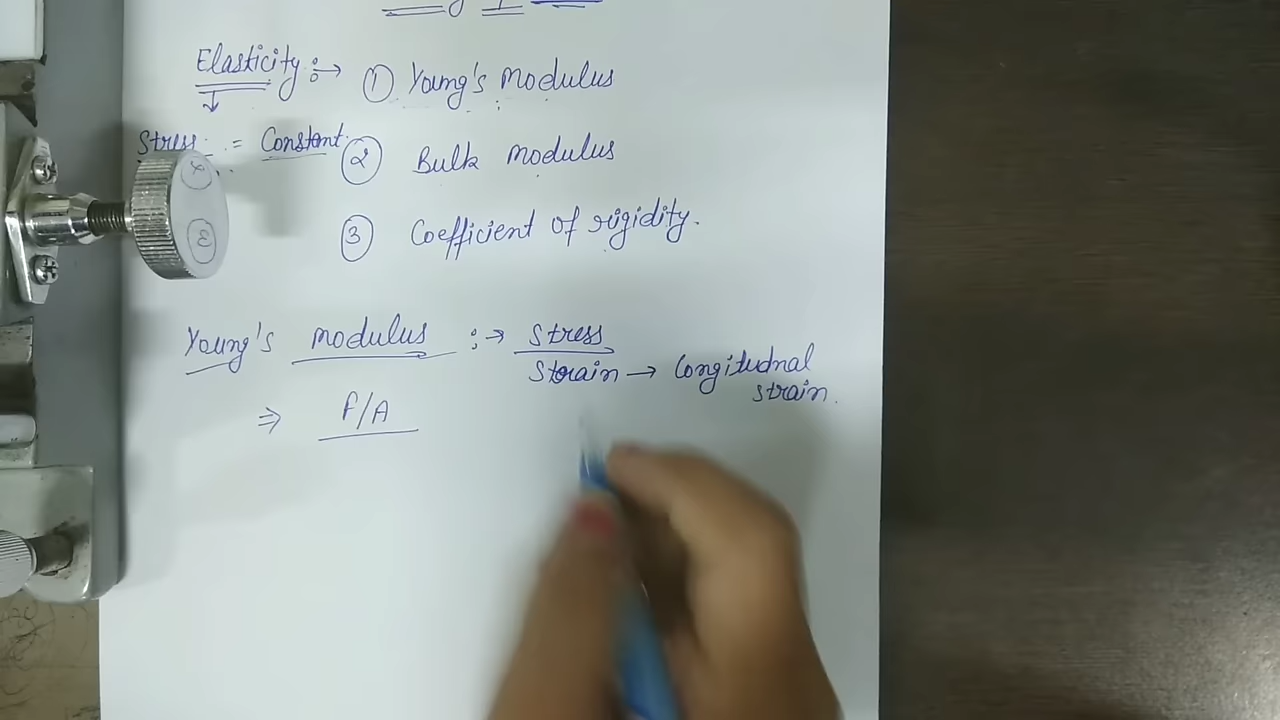 Elasticity :→ ① Young's modulus
↓
Stress = Constant. ② Bulk modulus
③ Coefficient of rigidity.
Young's modulus :→ Stress
Strain → Longitudnal
strain.
⇒ F/A